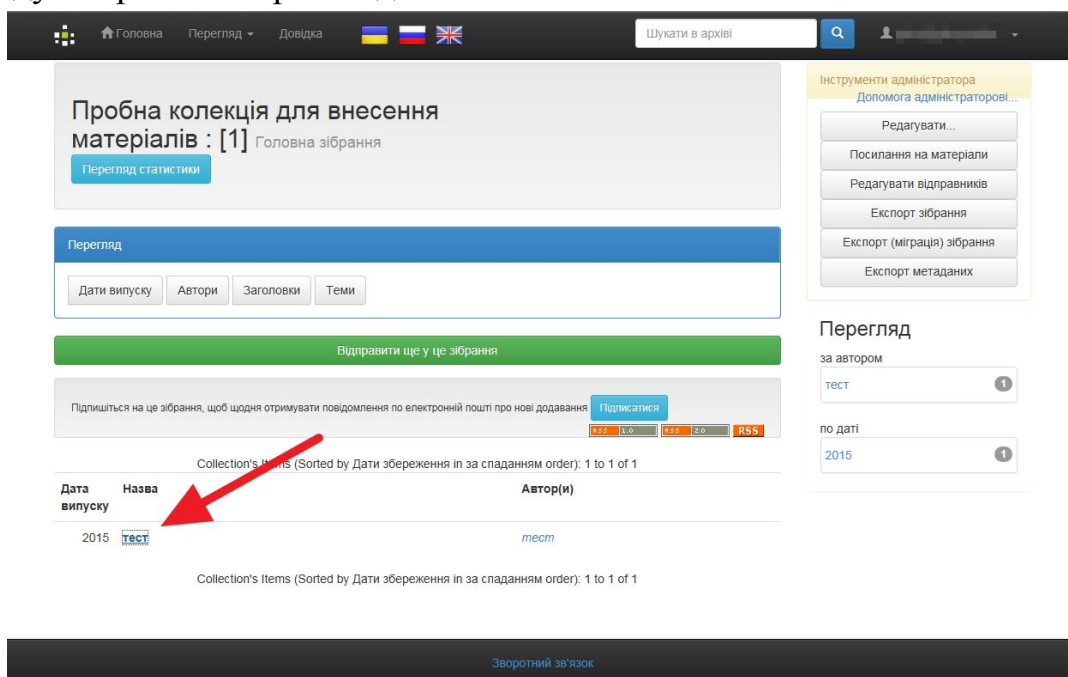 Головна Перегляд Довідка Шукати в архіві
Пробна колекція для внесення
матеріалів : [1] Головна зібрання
Перегляд статистики
Перегляд
Дати випуску Автори Заголовки Теми
Відправити ще у це зібрання
Підпишіться на це зібрання, щоб щодня отримувати повідомлення по електронній пошті про нові додавання Підписатися
RSS 1.0 RSS 2.0 RSS
Collection's Items (Sorted by Дати збереження in за спаданням order): 1 to 1 of 1
Дата Назва Автор(и)
випуску
2015 тест тест
Collection's Items (Sorted by Дати збереження in за спаданням order): 1 to 1 of 1
Інструменти адміністратора
Допомога адміністраторові...
Редагувати...
Посилання на матеріали
Редагувати відправників
Експорт зібрання
Експорт (міграція) зібрання
Експорт метаданих
Перегляд
за автором
тест 1
по даті
2015 1
Зворотний зв'язок